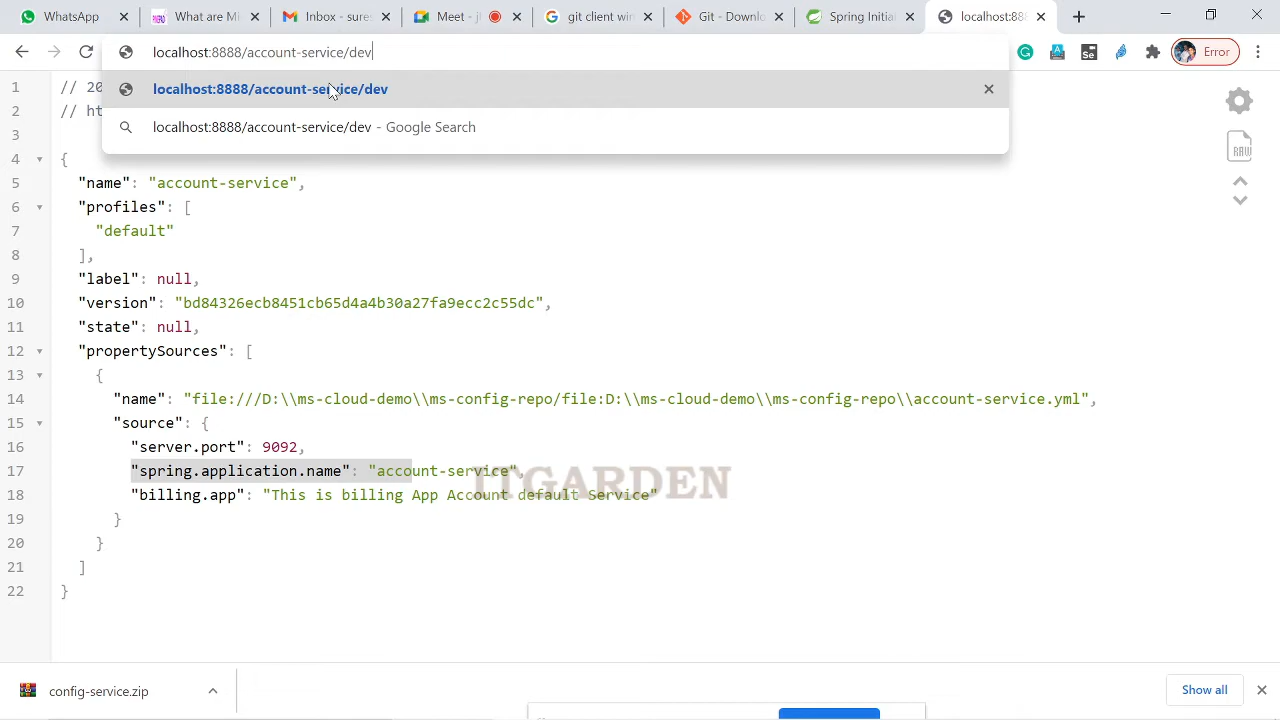 WhatsApp
What are Mi
Inbox - sure
Meet - ji
git client win
Git - Downlo
Spring Initia
localhost:888
localhost:8888/account-service/dev
Error
localhost:8888/account-service/dev
localhost:8888/account-service/dev - Google Search
1 // 20
2 // ht
3
4 {
5 "name": "account-service",
6 "profiles": [
7 "default"
8 ],
9 "label": null,
10 "version": "bd84326ecb8451cb65d4a4b30a27fa9ecc2c55dc",
11 "state": null,
12 "propertySources": [
13 {
14 "name": "file:///D:\\ms-cloud-demo\\ms-config-repo/file:D:\\ms-cloud-demo\\ms-config-repo\\account-service.yml",
15 "source": {
16 "server.port": 9092,
17 "spring.application.name": "account-service",
18 "billing.app": "This is billing App Account default Service"
19 }
20 }
21 ]
22 }
RAW
ITGARDEN
config-service.zip
Show all